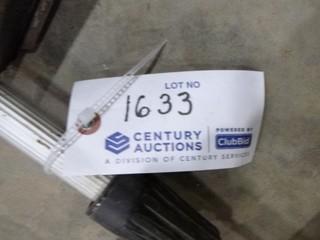 LOT NO
1633
CENTURY
AUCTIONS
POWERED BY
ClubBid
A DIVISION OF CENTURY SERVICES